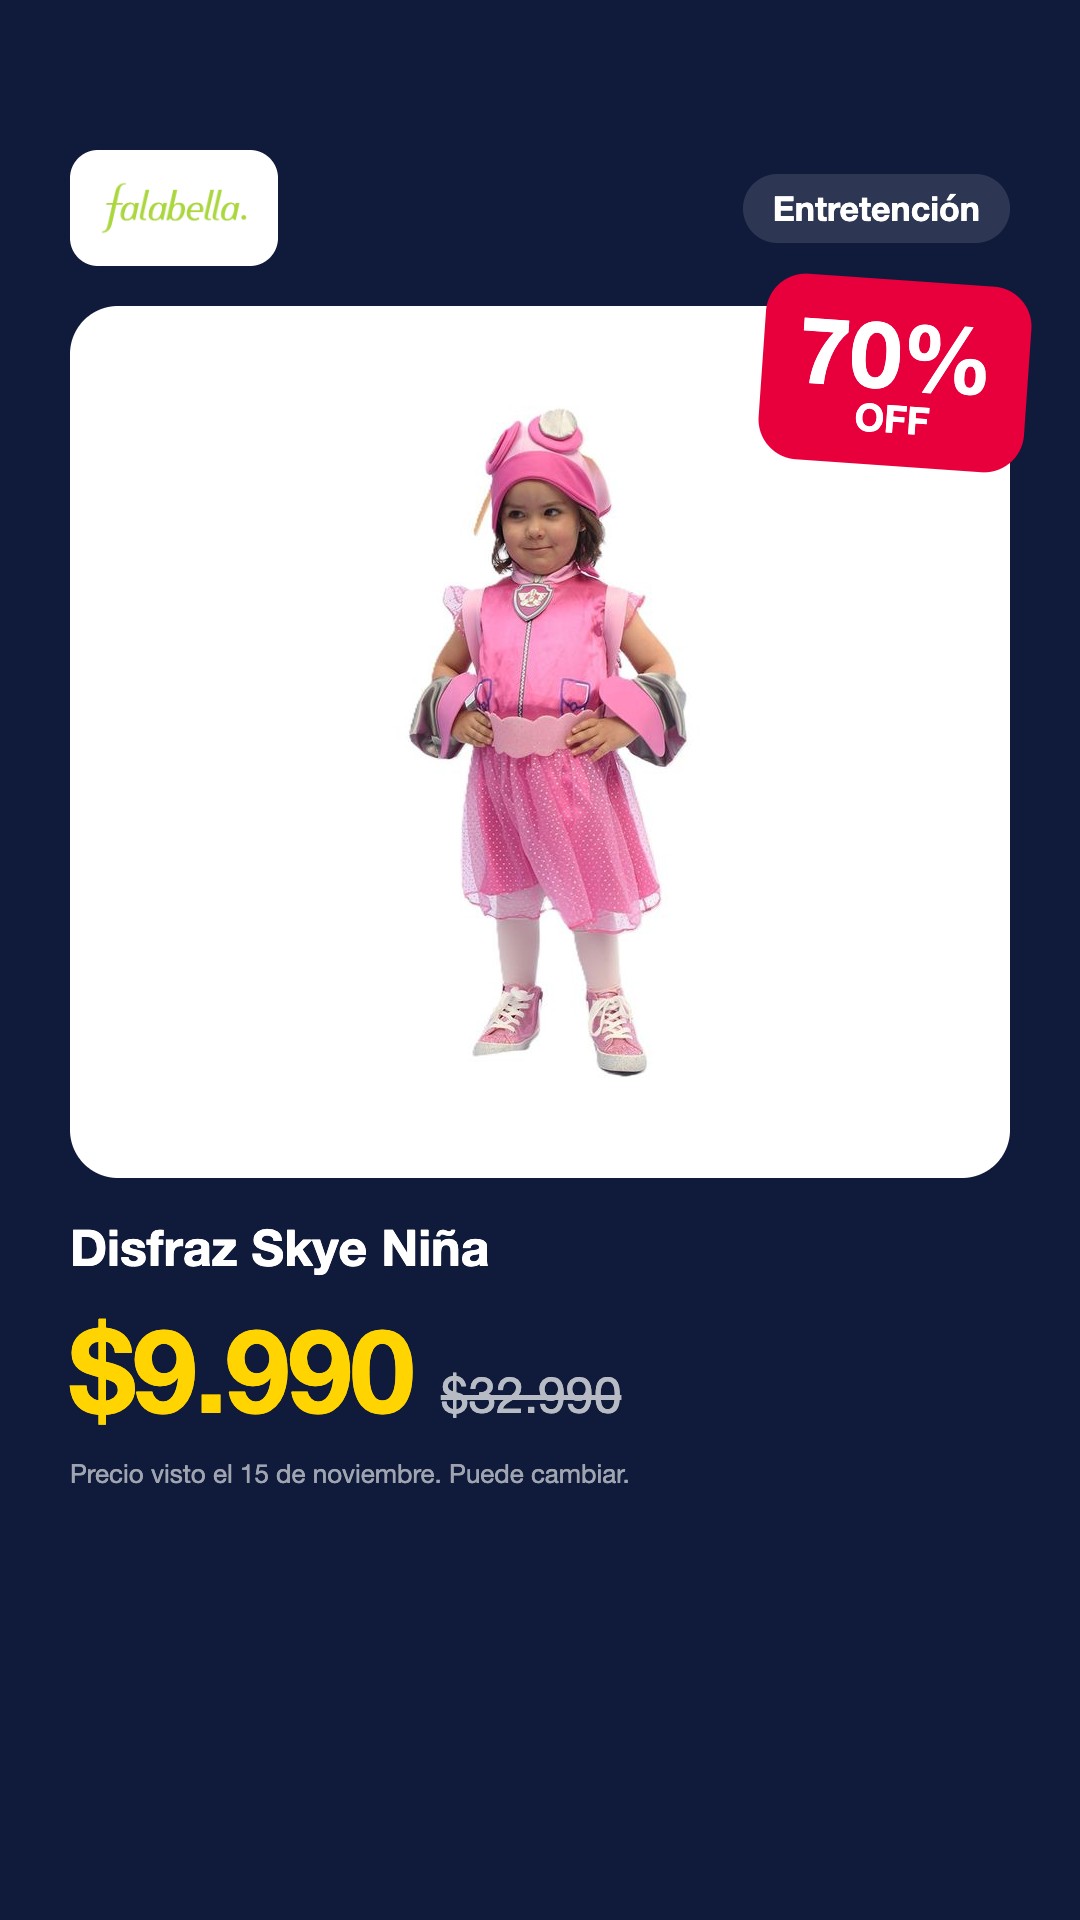 falabella.
Entretención
70%
OFF
Disfraz Skye Niña
$9.990 $32.990
Precio visto el 15 de noviembre. Puede cambiar.